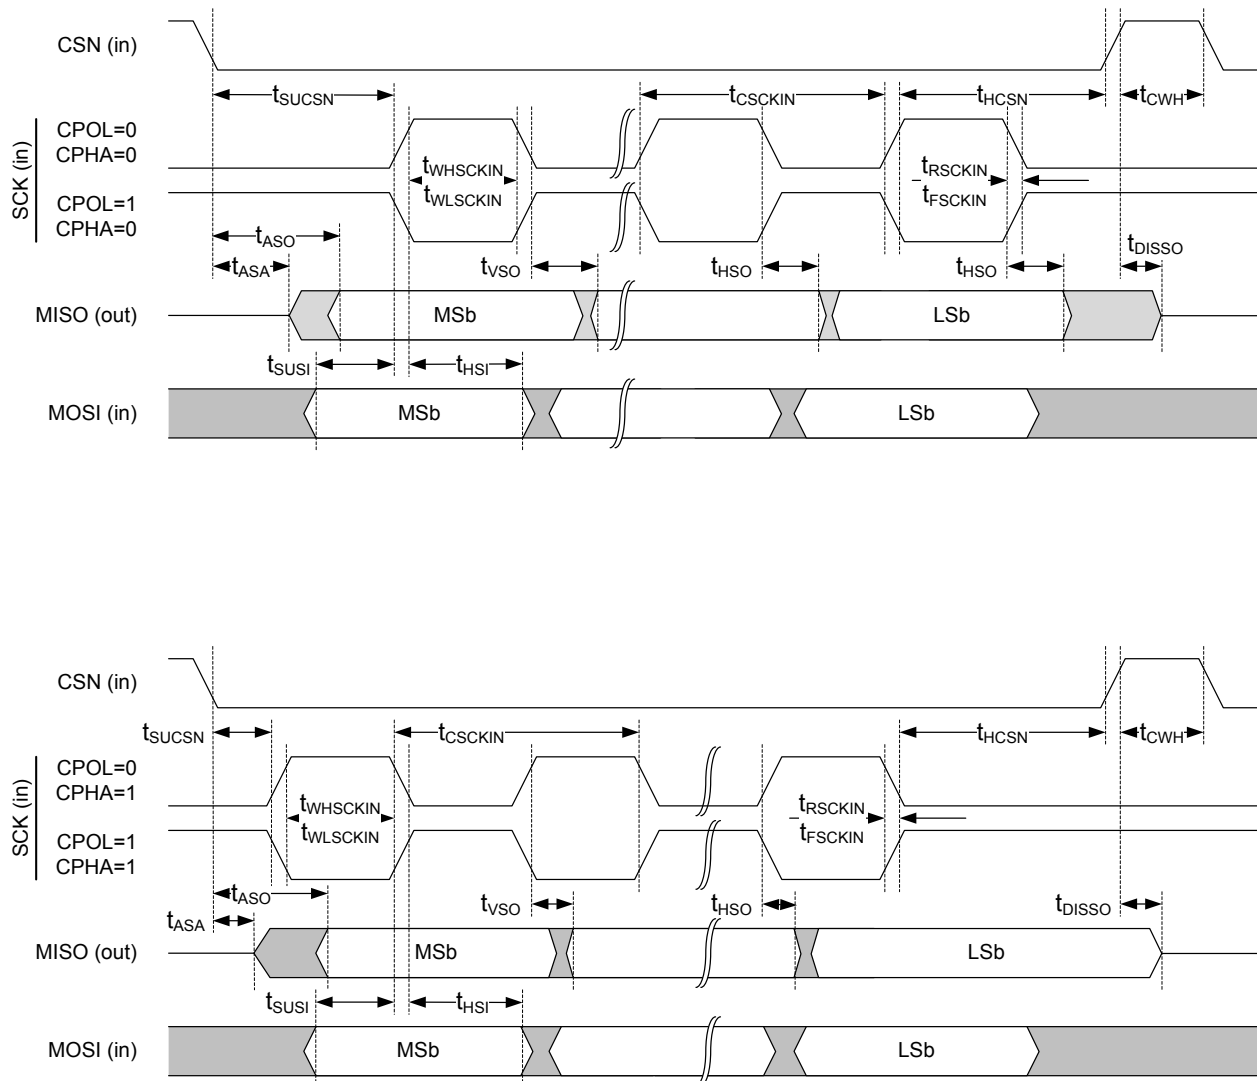 CSN (in)
tSUCSN
tCSCKIN
tHCSN
tCWH
SCK (in)
CPOL=0
CPHA=0
tWHSCKIN
tRSCKIN
tWLSCKIN
tFSCKIN
CPOL=1
CPHA=0
tASO
tDISSO
tASA
tVSO
tHSO
tHSO
MISO (out)
MSb
LSb
tSUSI
tHSI
MOSI (in)
MSb
LSb
CSN (in)
tSUCSN
tCSCKIN
tHCSN
tCWH
SCK (in)
CPOL=0
CPHA=1
tWHSCKIN
tRSCKIN
tWLSCKIN
tFSCKIN
CPOL=1
CPHA=1
tASO
tASA
tVSO
tHSO
tDISSO
MISO (out)
MSb
LSb
tSUSI
tHSI
MOSI (in)
MSb
LSb